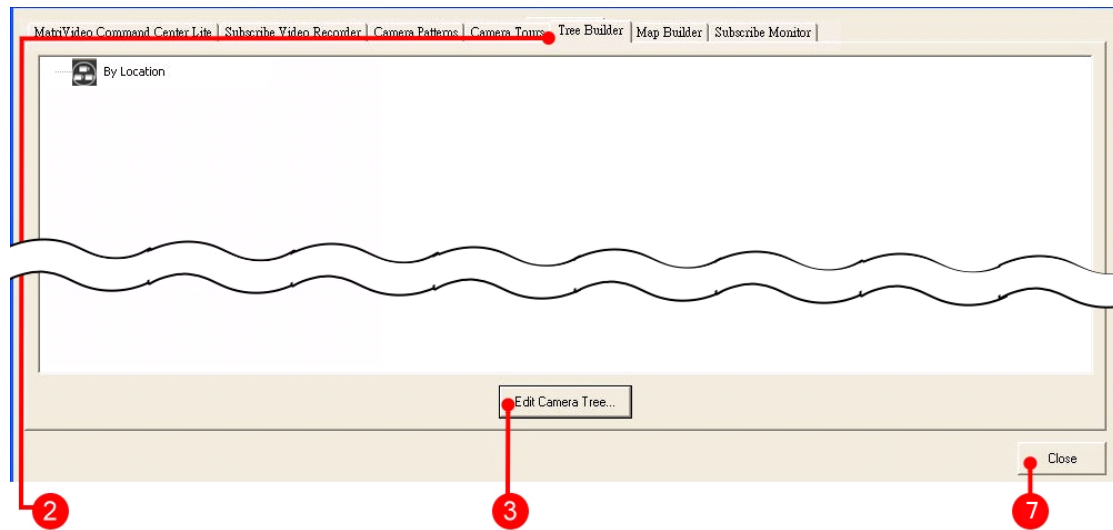 MatriVideo Command Center Lite Subscribe Video Recorder Camera Patterns Camera Tours Tree Builder Map Builder Subscribe Monitor
By Location
Edit Camera Tree...
Close
2 3 7